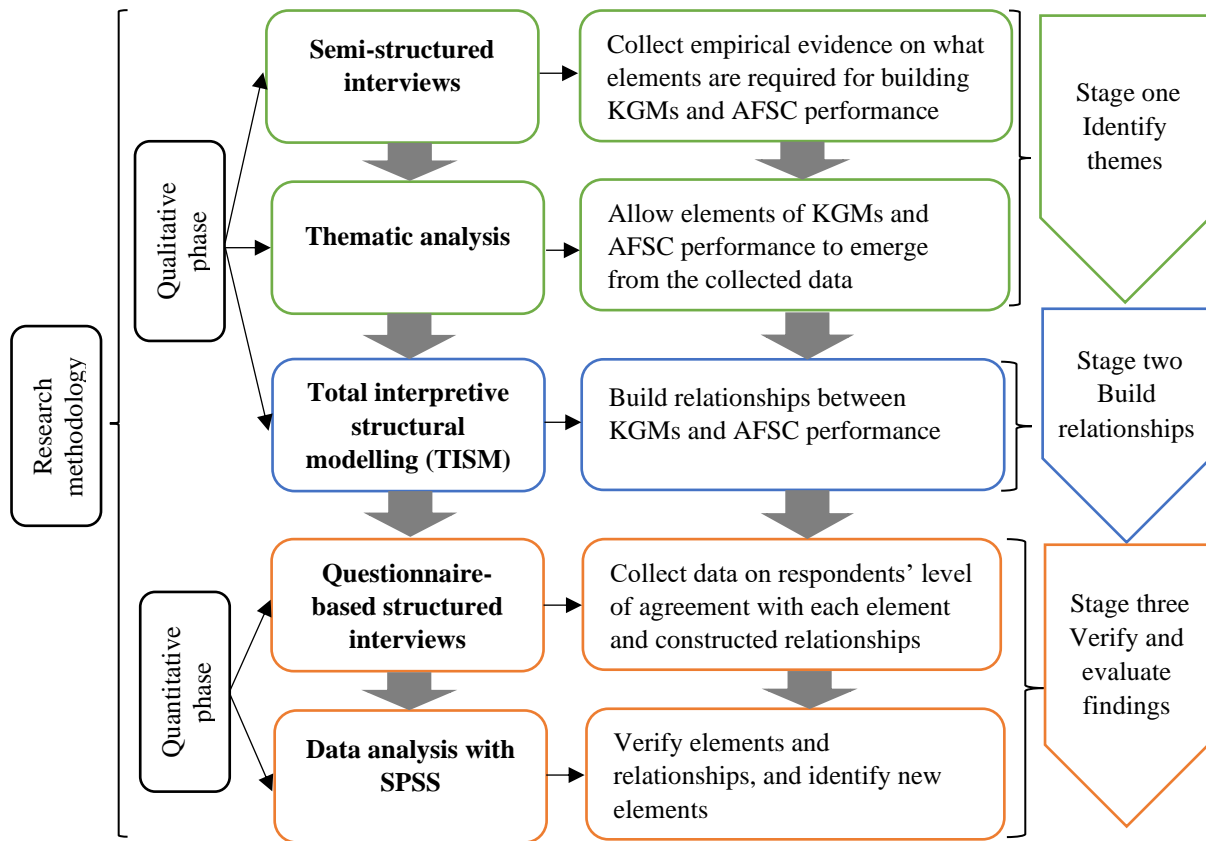 Research
methodology
Qualitative
phase
Semi-structured
interviews
Collect empirical evidence on what
elements are required for building
KGMs and AFSC performance
Stage one
Identify
themes
Thematic analysis
Allow elements of KGMs and
AFSC performance to emerge
from the collected data
Total interpretive
structural
modelling (TISM)
Build relationships between
KGMs and AFSC performance
Stage two
Build
relationships
Quantitative
phase
Questionnaire-
based structured
interviews
Collect data on respondents’ level
of agreement with each element
and constructed relationships
Stage three
Verify and
evaluate
findings
Data analysis with
SPSS
Verify elements and
relationships, and identify new
elements